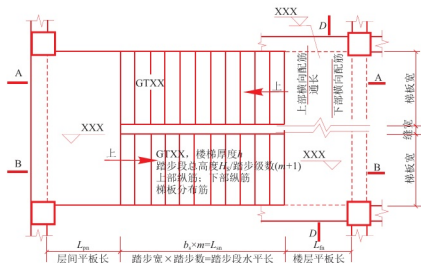 XXX
D
A
A
GTXX
上
上部横向配筋
通长
下部横向配筋
梯板宽
XXX
缝宽
上
GTXX，楼梯厚度h
踏步段总高度Hs/踏步级数(m+1)
上部纵筋；下部纵筋
梯板分布筋
XXX
B
B
梯板宽
D
Lpn
bs×m=Lsn
Lfn
层间平板长
踏步宽×踏步数=踏步段水平长
楼层平板长